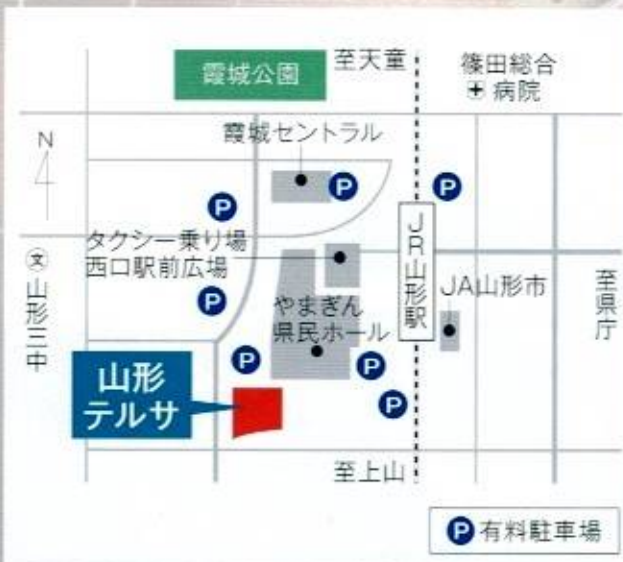 霞城公園
至天童
篠田総合
病院
N
霞城セントラル
P
P
P
タクシー乗り場
西口駅前広場
JR山形駅
文
山形三中
P
やまぎん
県民ホール
JA山形市
至県庁
P
P
P
山形
テルサ
至上山
P 有料駐車場